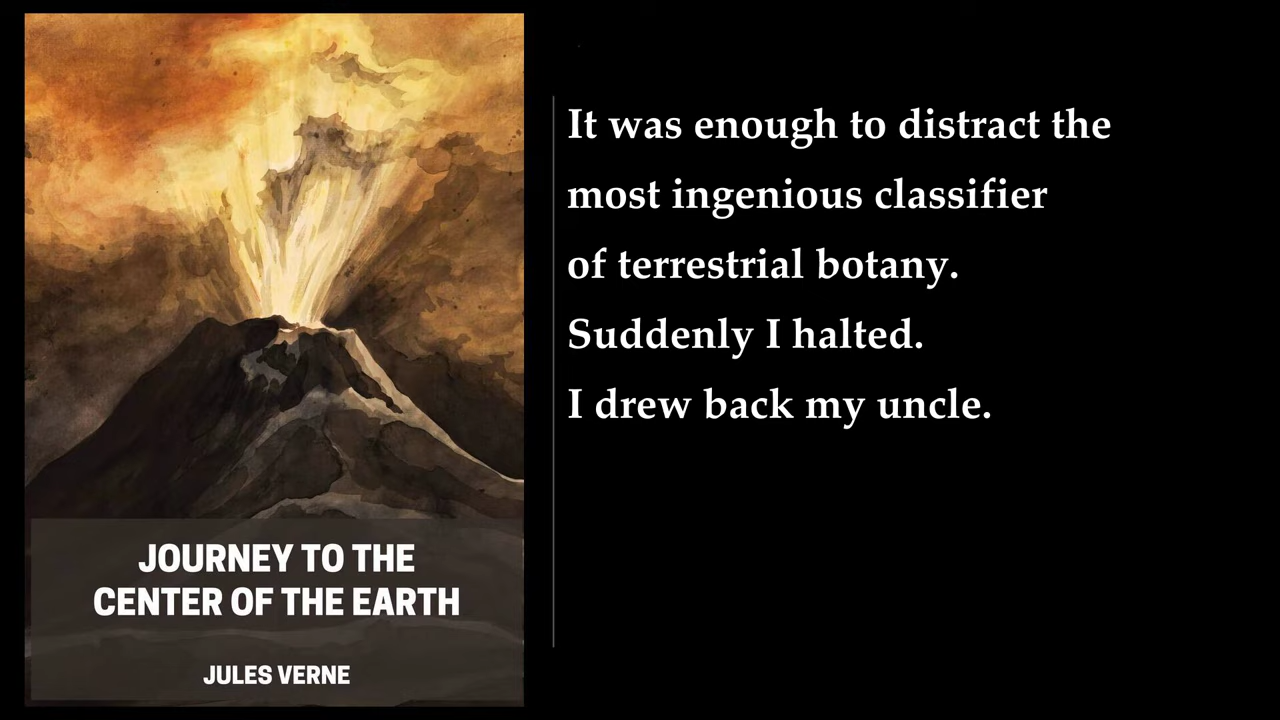 It was enough to distract the
most ingenious classifier
of terrestrial botany.
Suddenly I halted.
I drew back my uncle.
JOURNEY TO THE
CENTER OF THE EARTH
JULES VERNE